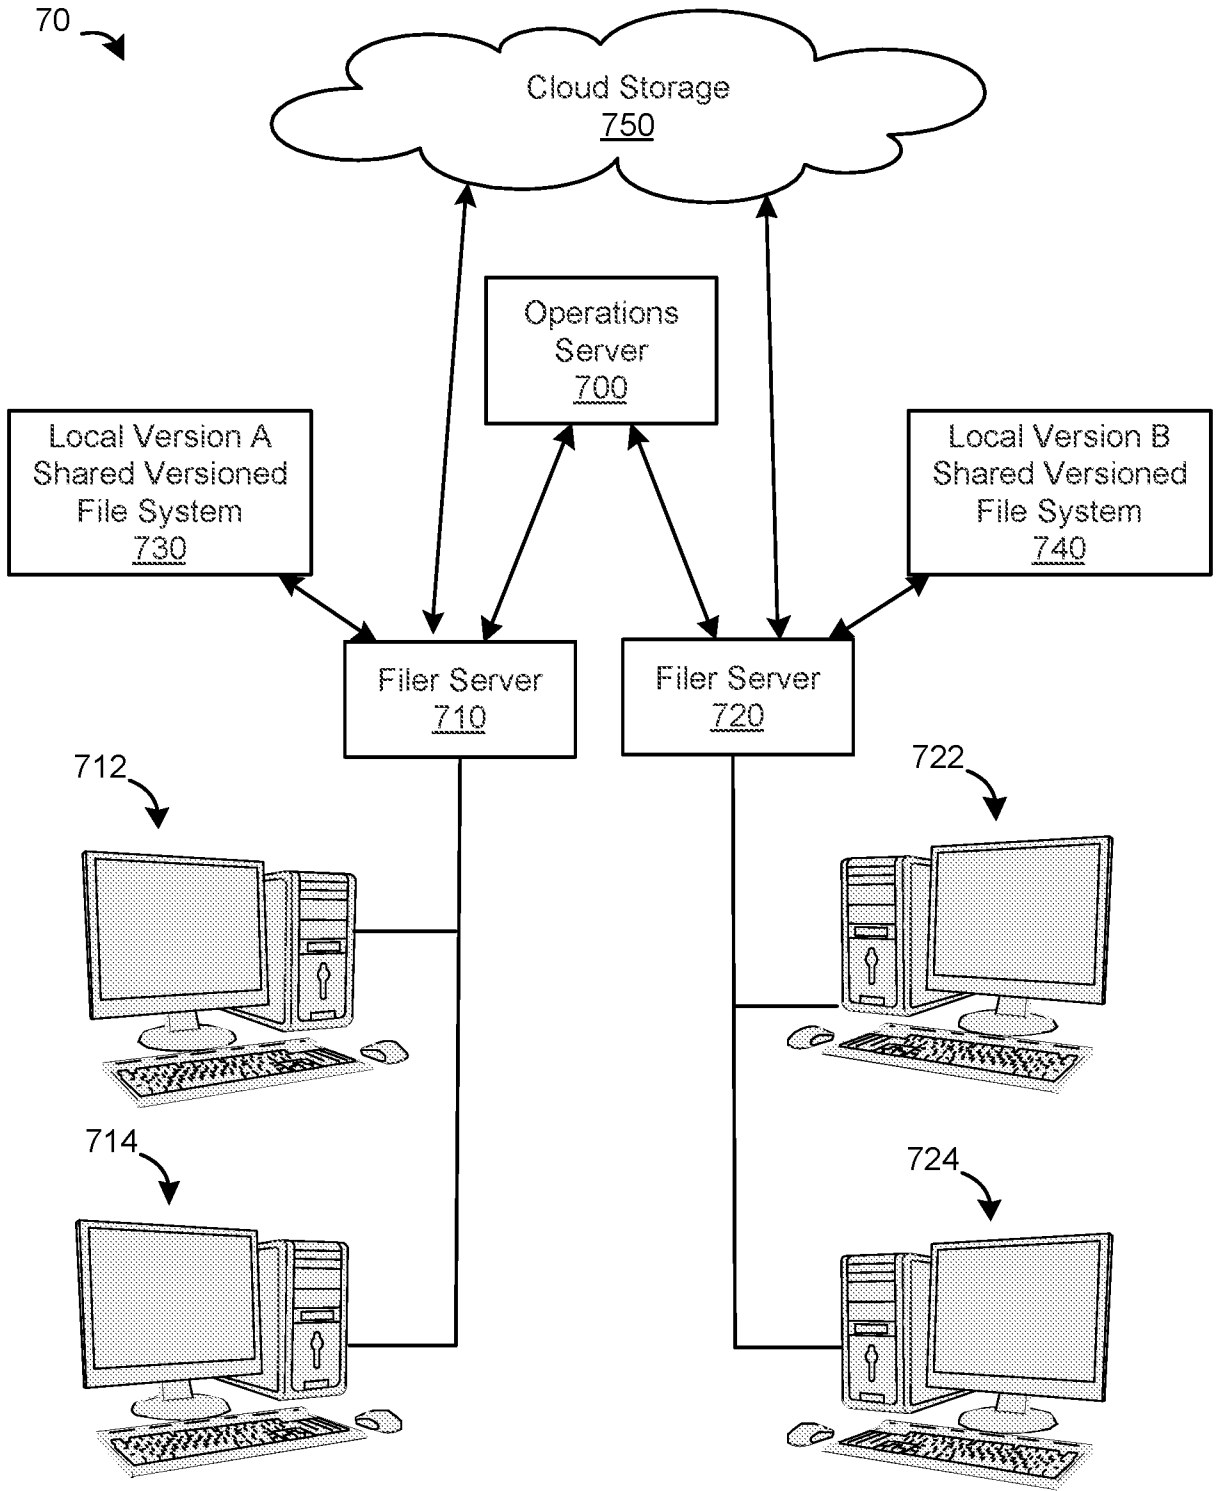 70
Cloud Storage
750
Operations
Server
700
Local Version A
Shared Versioned
File System
730
Local Version B
Shared Versioned
File System
740
Filer Server
710
Filer Server
720
712
722
714
724